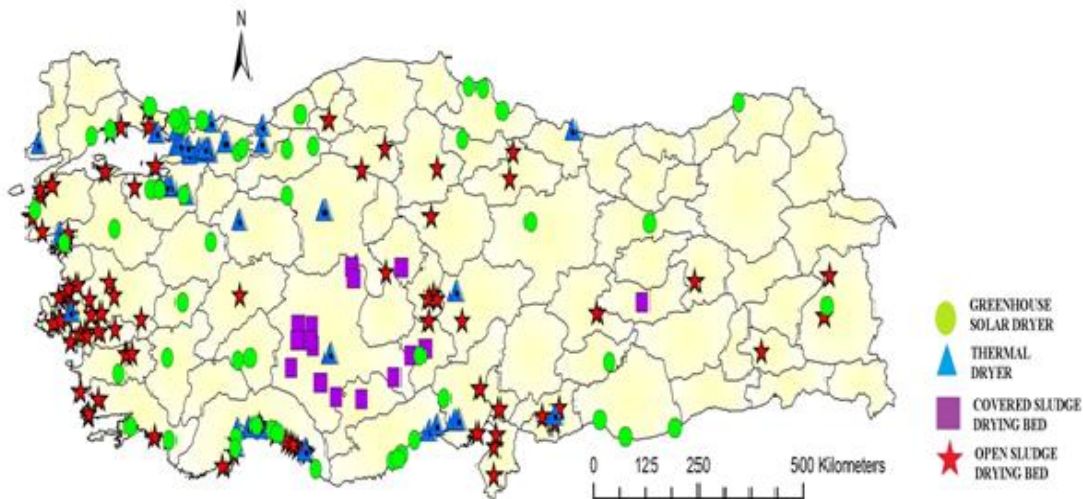 N
GREENHOUSE
SOLAR DRYER
THERMAL
DRYER
COVERED SLUDGE
DRYING BED
OPEN SLUDGE
DRYING BED
0 125 250 500 Kilometers